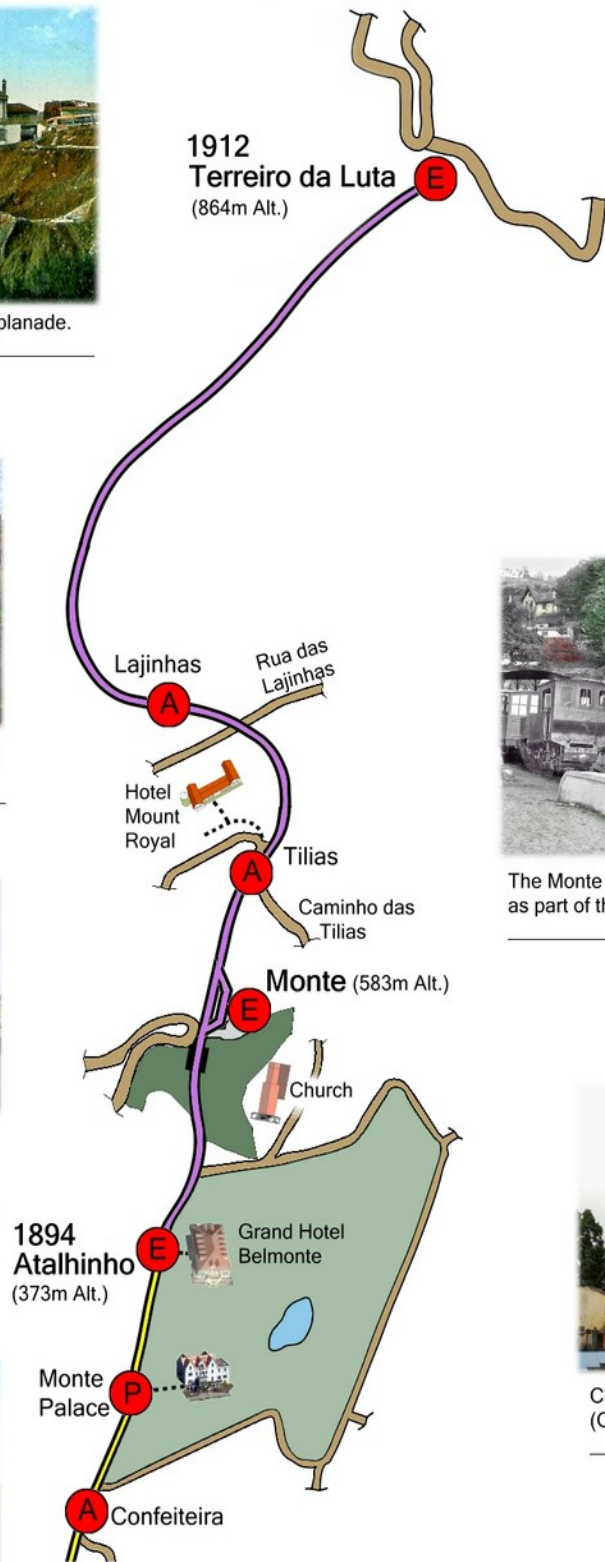 1912
Terreiro da Luta
(864m Alt.)
E
planade.
Lajinhas
A
Rua das
Lajinhas
Hotel
Mount
Royal
Tilias
A
Caminho das
Tilias
The Monte
as part of th
Monte (583m Alt.)
E
Church
1894
Atalhinho
(373m Alt.)
E
Grand Hotel
Belmonte
Monte
Palace
P
A
Confeiteira
C
(C